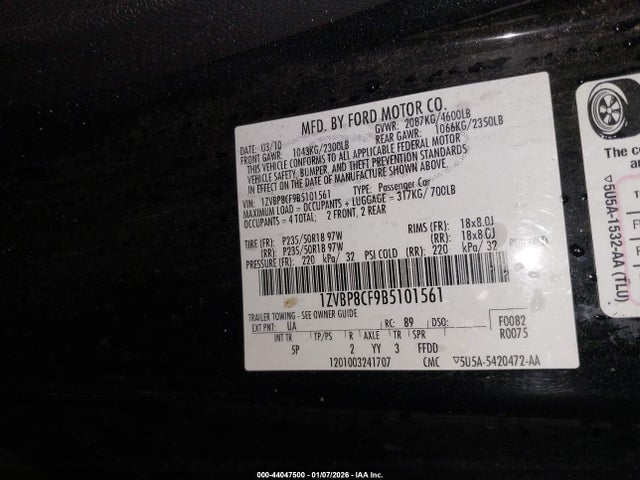 MFD. BY FORD MOTOR CO.
DATE: 03/10 GVWR: 2087KG/4600LB
FRONT GAWR: 1043KG/2300LB REAR GAWR: 1066KG/2350LB
THIS VEHICLE CONFORMS TO ALL APPLICABLE FEDERAL MOTOR
VEHICLE SAFETY, BUMPER, AND THEFT PREVENTION STANDARDS
IN EFFECT ON THE DATE OF MANUFACTURE SHOWN ABOVE.
VIN: 1ZVBP8CF9B5101561 TYPE: Passenger Car
MAXIMUM LOAD = OCCUPANTS + LUGGAGE = 317KG/ 700LB
OCCUPANTS = 4 TOTAL; 2 FRONT, 2 REAR
TIRE (FR): P235/50R18 97W RIMS (FR): 18x8.0J
(RR): P235/50R18 97W (RR): 18x8.0J
PRESSURE (FR): 220 kPa/ 32 PSI COLD (RR): 220 kPa/ 32 PSI COLD
1ZVBP8CF9B5101561
TRAILER TOWING - SEE OWNER GUIDE
EXT PNT: UA RC: 89 DSO: F0082
R0075
INT TR TP/PS R AXLE TR SPR
5P 2 YY 3 FFDD
1201003241707 CMC 5U5A-5420472-AA
The co
5U5A-1532-AA (TLU)
000-44047500 - 01/07/2026 - IAA Inc.